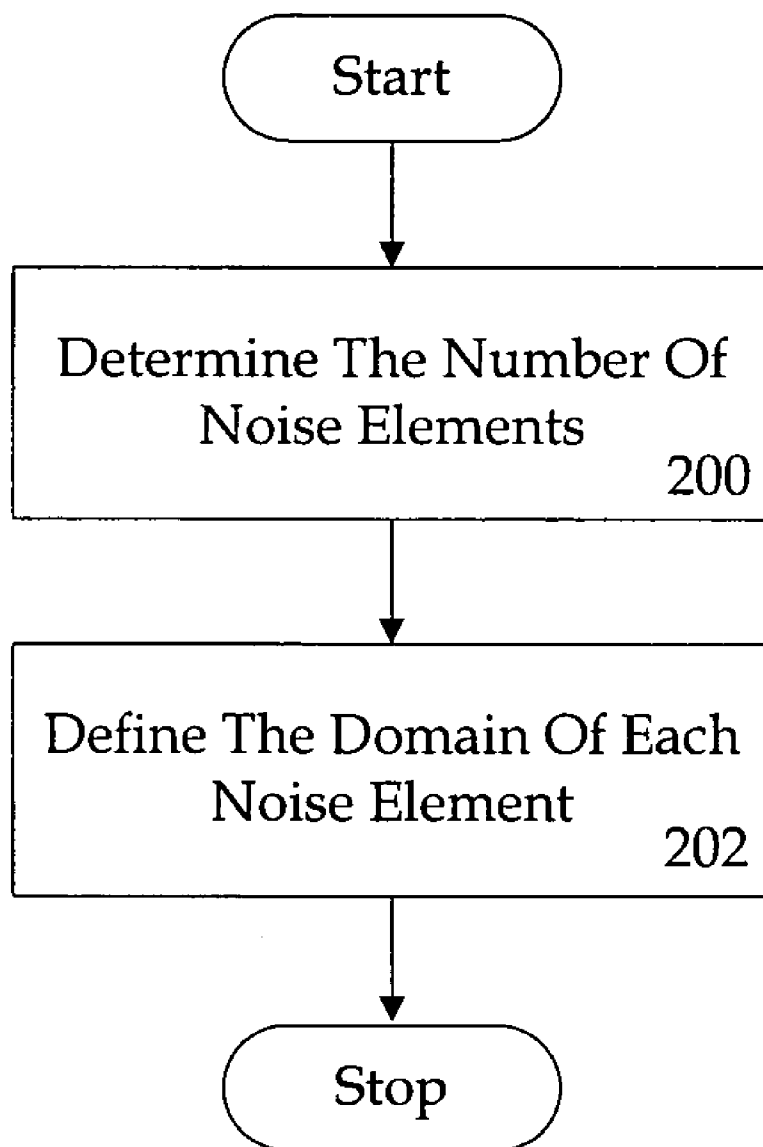 Start
Determine The Number Of
Noise Elements
200
Define The Domain Of Each
Noise Element
202
Stop